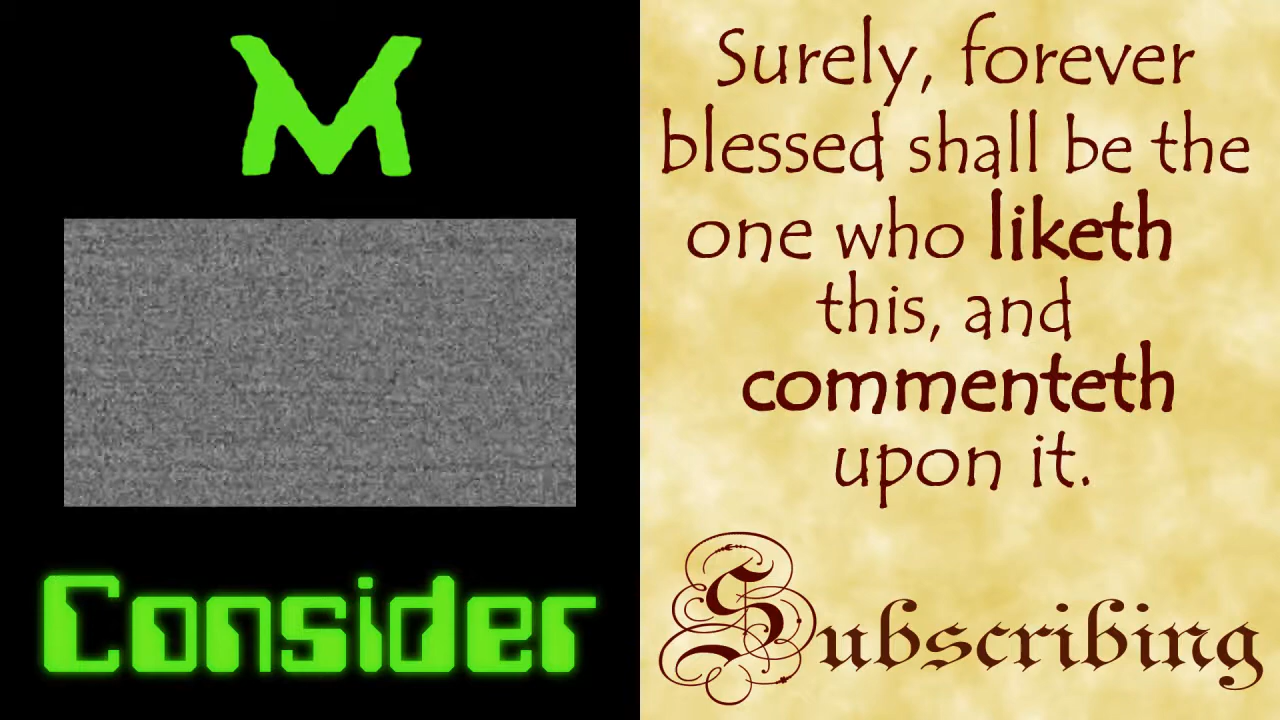 M
Consider
Surely, forever
blessed shall be the
one who liketh
this, and
commenteth
upon it.
Subscribing